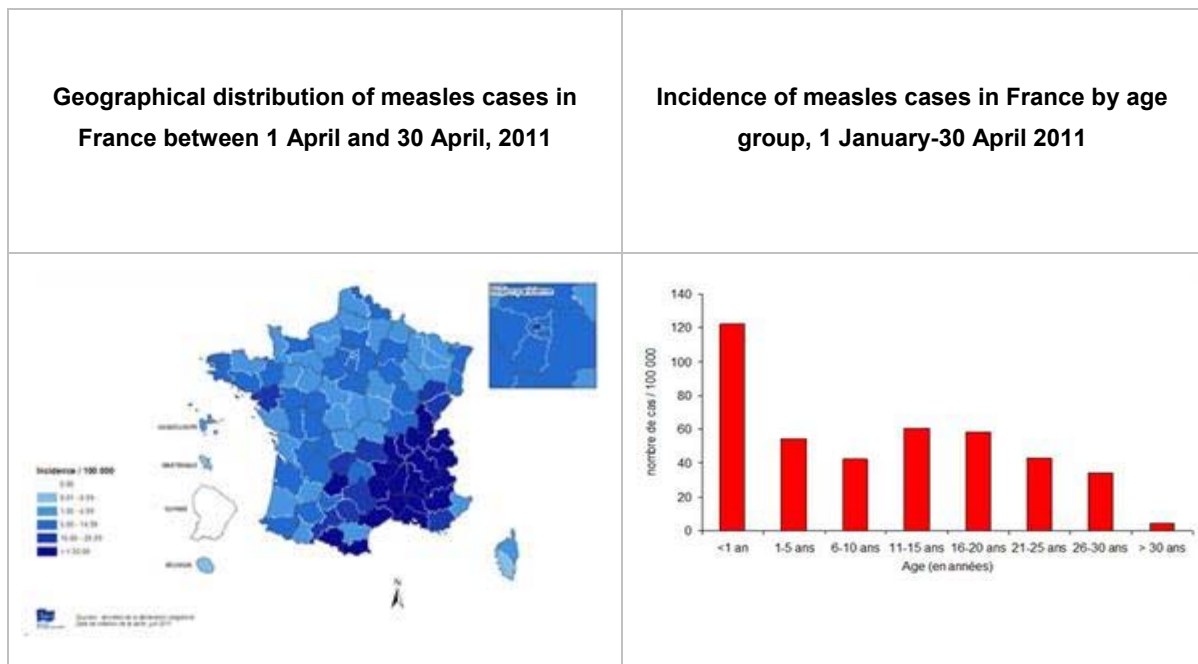 Geographical distribution of measles cases in
France between 1 April and 30 April, 2011
Incidence of measles cases in France by age
group, 1 January-30 April 2011
Incidence / 100 000
N
nombre de cas / 100 000
140
120
100
80
60
40
20
0
<1 an
1-5 ans
6-10 ans
11-15 ans
16-20 ans
21-25 ans
26-30 ans
> 30 ans
Age (en années)